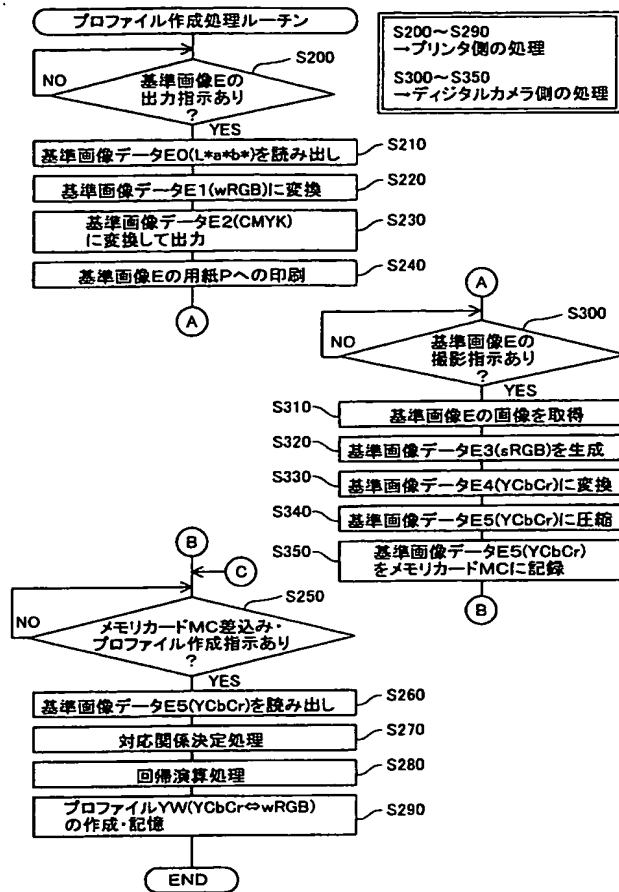 プロファイル作成処理ルーチン
S200～S290
→プリンタ側の処理
S300～S350
→ディジタルカメラ側の処理
S200
NO
基準画像Eの
出力指示あり
?
YES
基準画像データE0(L*a*b*)を読み出し
S210
基準画像データE1(wRGB)に変換
S220
基準画像データE2(CMYK)
に変換して出力
S230
基準画像Eの用紙Pへの印刷
S240
A
A
S300
NO
基準画像Eの
撮影指示あり
?
YES
S310
基準画像Eの画像を取得
S320
基準画像データE3(sRGB)を生成
S330
基準画像データE4(YCbCr)に変換
S340
基準画像データE5(YCbCr)に圧縮
S350
基準画像データE5(YCbCr)
をメモリカードMCに記録
B
B
C
S250
NO
メモリカードMC差込み・
プロファイル作成指示あり
?
YES
基準画像データE5(YCbCr)を読み出し
S260
対応関係決定処理
S270
回帰演算処理
S280
プロファイルYW(YCbCr⇔wRGB)
の作成・記憶
S290
END